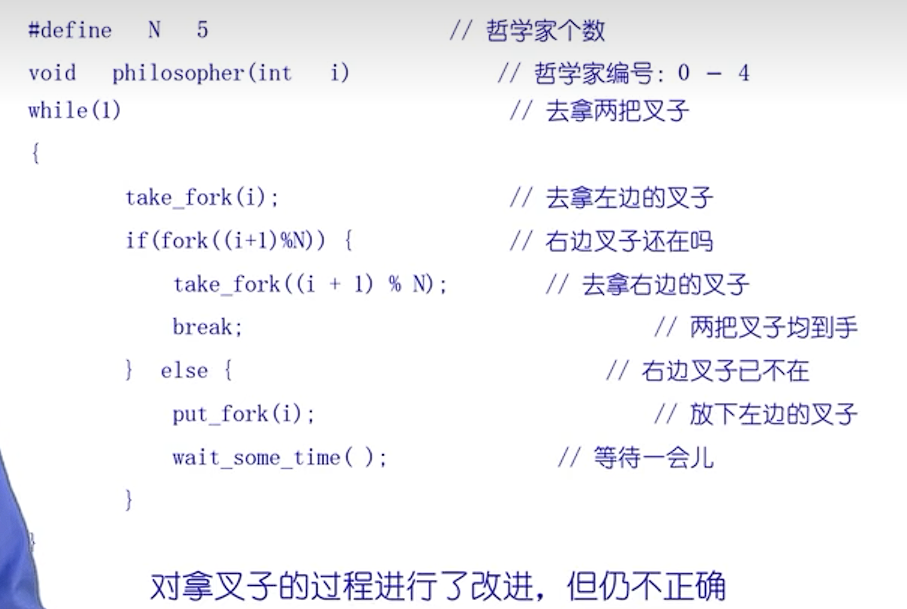 #define N 5 // 哲学家个数
void philosopher(int i) // 哲学家编号: 0 - 4
while(1) // 去拿两把叉子
{
take_fork(i); // 去拿左边的叉子
if(fork((i+1)%N)) { // 右边叉子还在吗
take_fork((i + 1) % N); // 去拿右边的叉子
break; // 两把叉子均到手
} else { // 右边叉子已不在
put_fork(i); // 放下左边的叉子
wait_some_time( ); // 等待一会儿
}
}
对拿叉子的过程进行了改进，但仍不正确